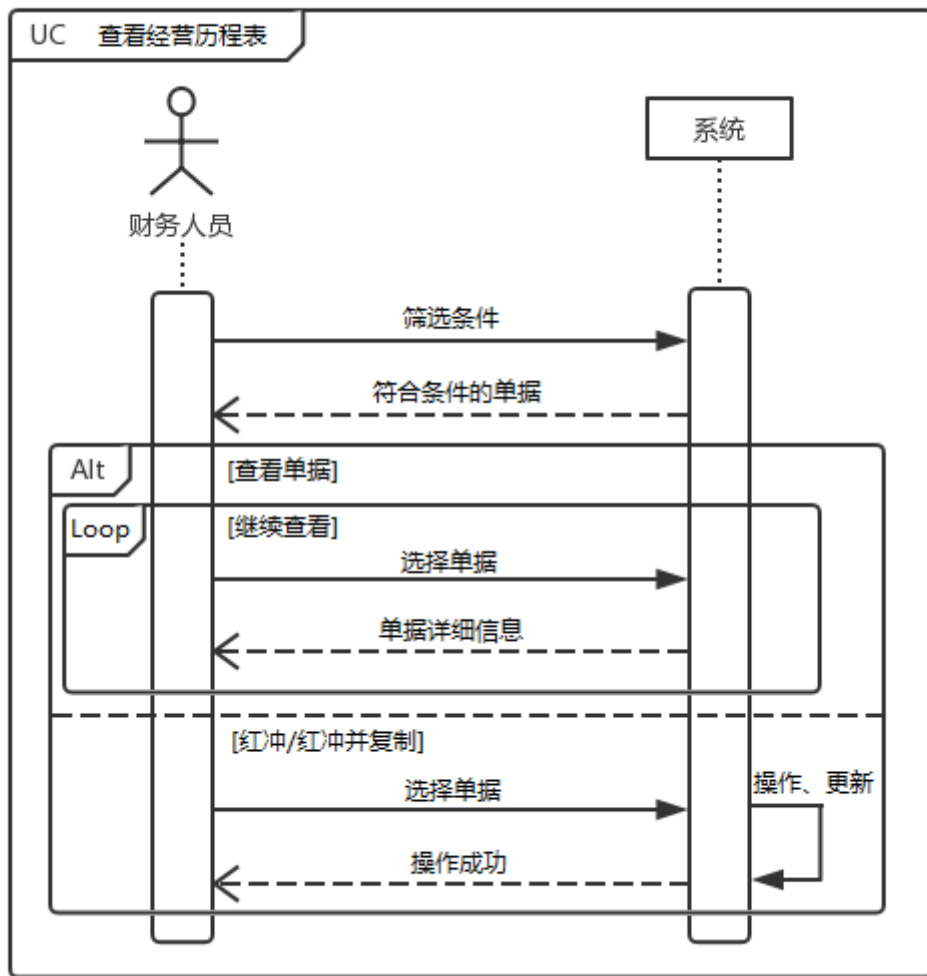 UC 查看经营历程表
系统
财务人员
筛选条件
符合条件的单据
Alt [查看单据]
Loop [继续查看]
选择单据
单据详细信息
[红冲/红冲并复制]
操作、更新
选择单据
操作成功